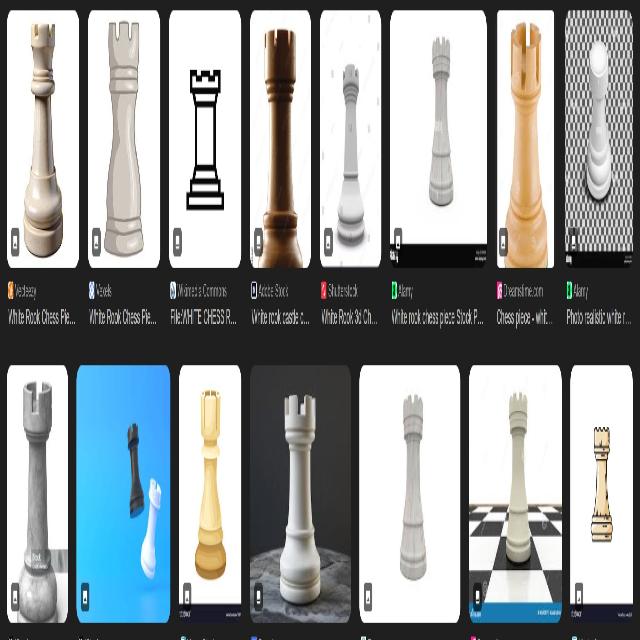 Vecteezy
White Rook Chess Pie...
Vexels
White Rook Chess Pie...
Wikimedia Commons
File:WHITE CHESS R...
Adobe Stock
White rook castle c...
Shutterstock
White Rook 3d Ch...
Alamy
White rook chess piece Stock P...
Dreamstime.com
Chess piece - whit...
Alamy
Photo realistic white r...